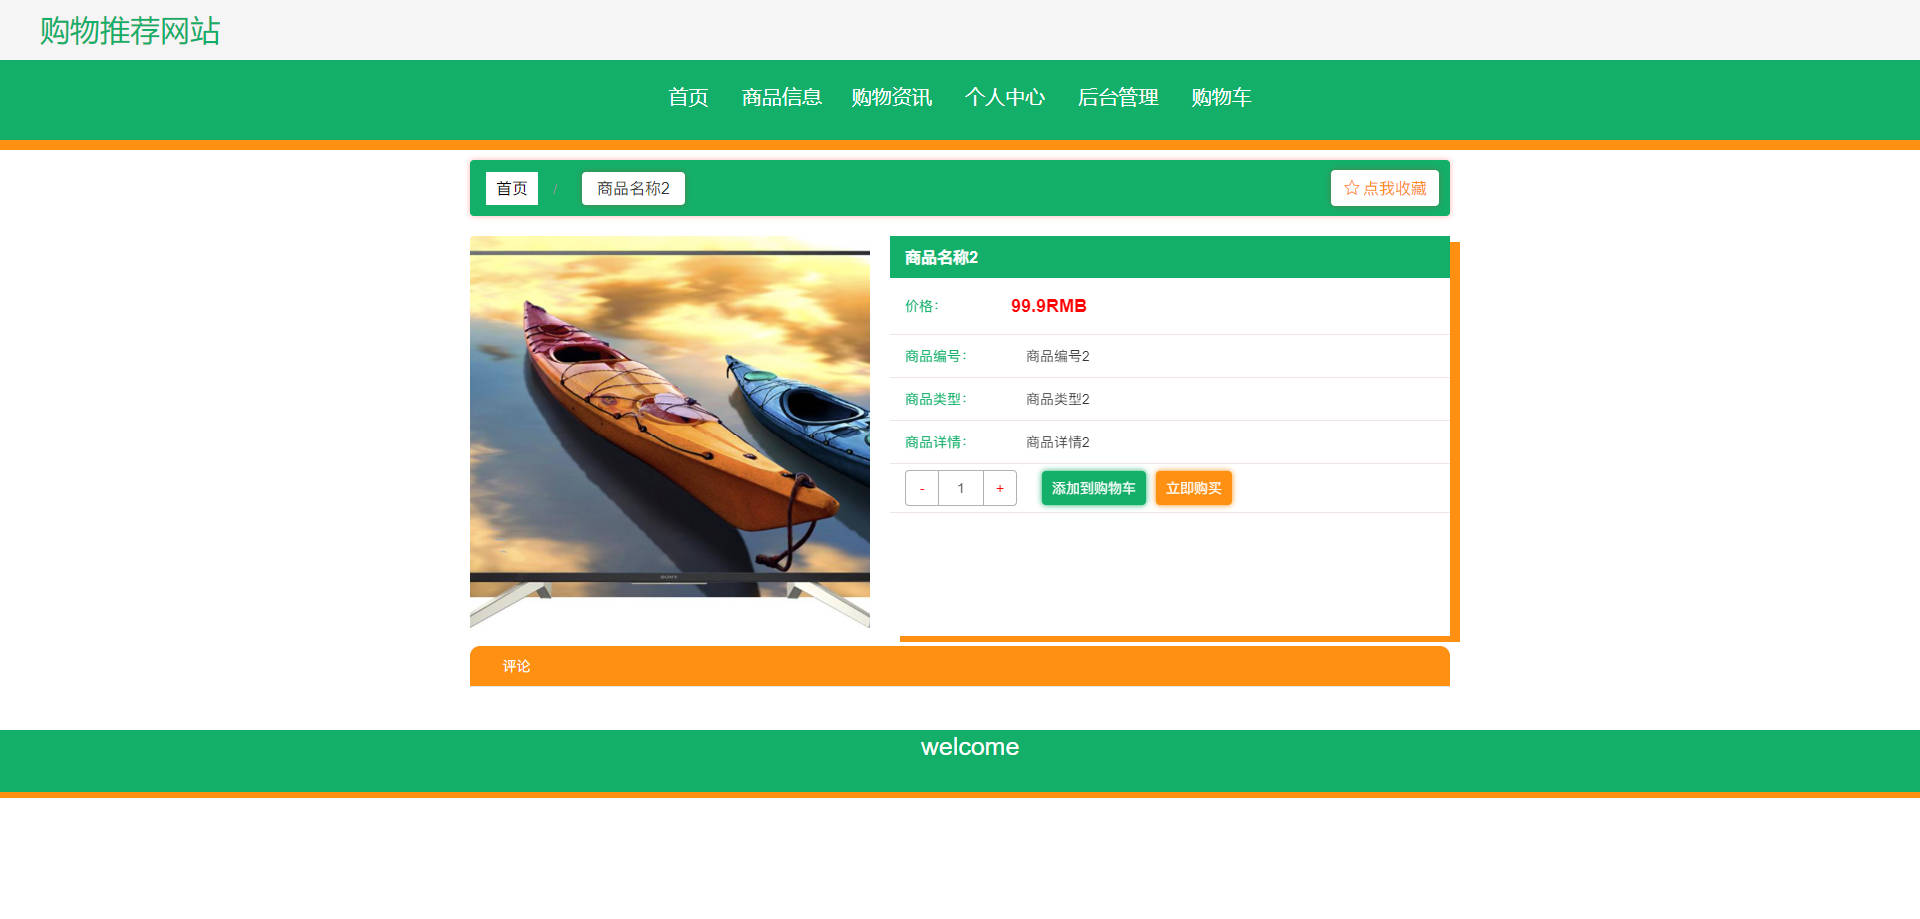 购物推荐网站
首页 商品信息 购物资讯 个人中心 后台管理 购物车
首页 / 商品名称2 ☆ 点我收藏
商品名称2
价格： 99.9RMB
商品编号： 商品编号2
商品类型： 商品类型2
商品详情： 商品详情2
- 1 + 添加到购物车 立即购买
SONY
评论
welcome